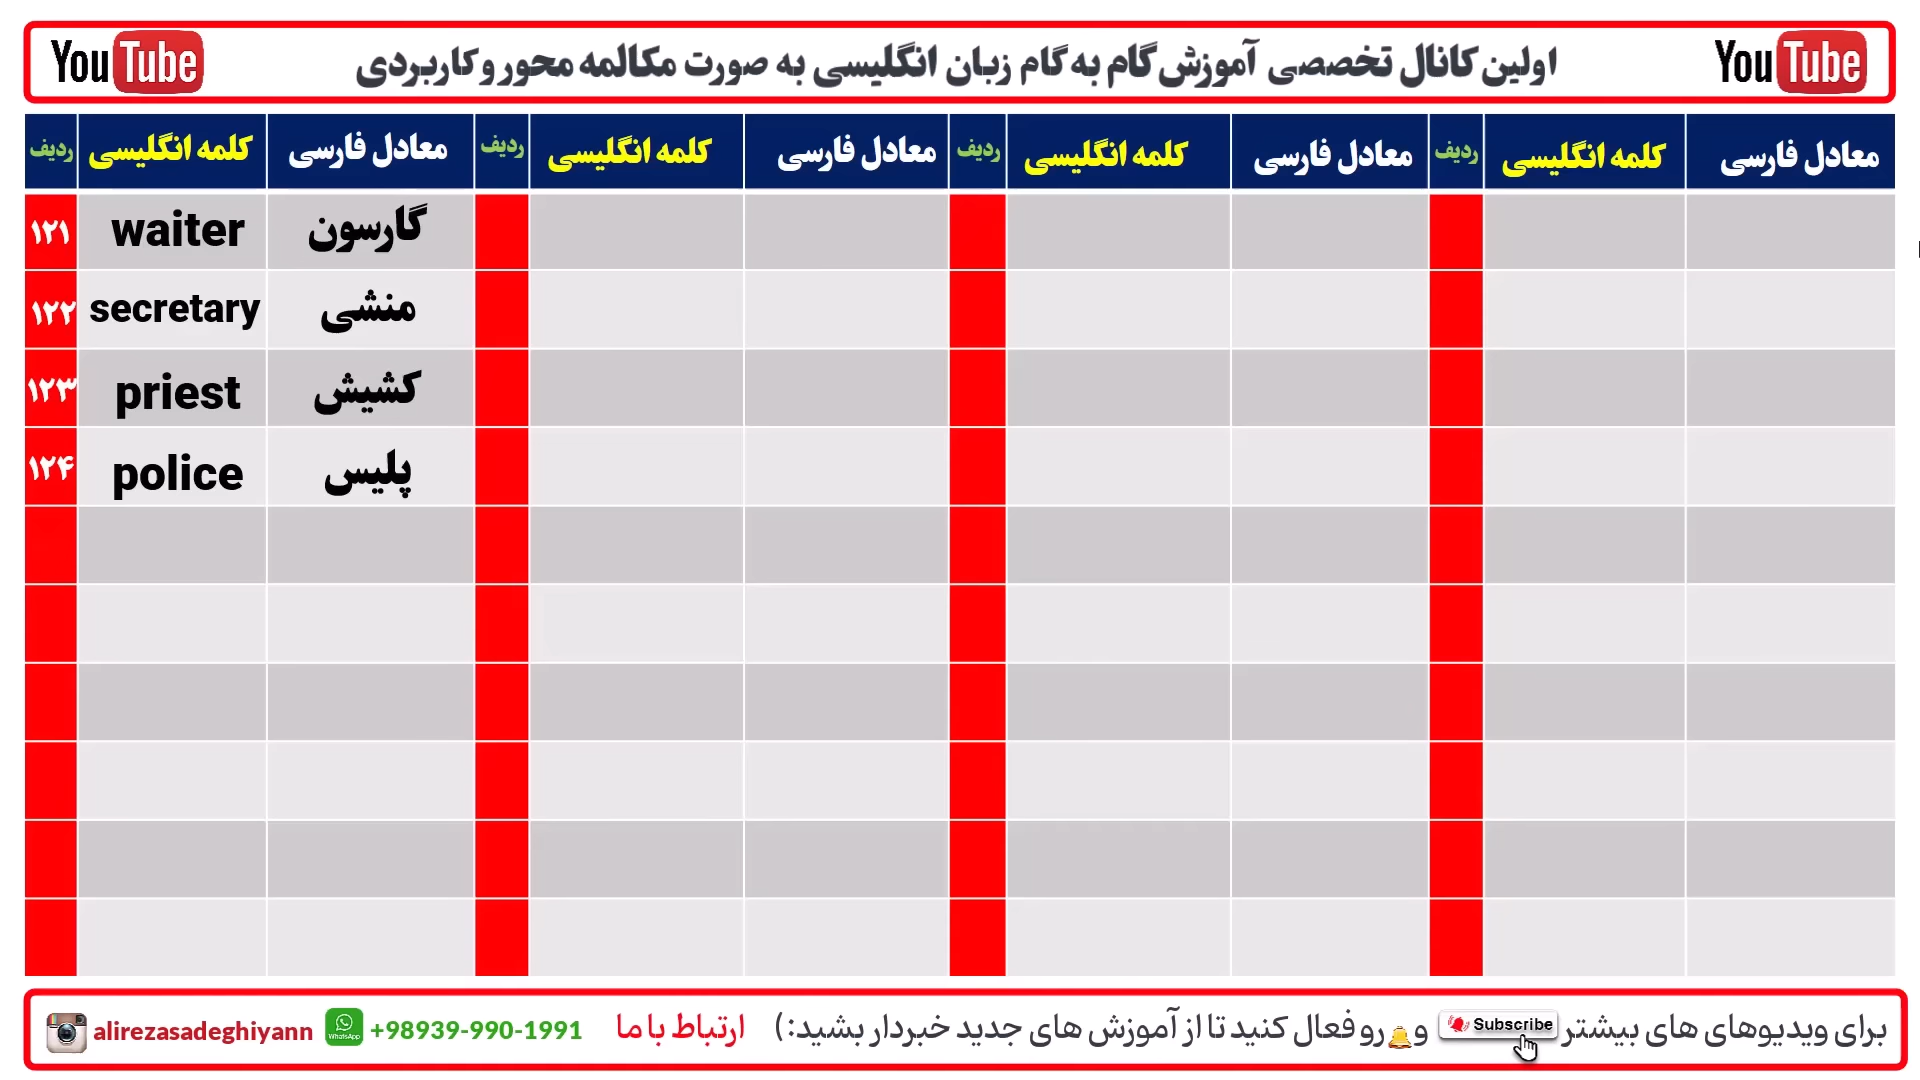 YouTube اولین کانال تخصصی آموزش گام به گام زبان انگلیسی به صورت مکالمه محور و کاربردی YouTube
ردیف کلمه انگلیسی معادل فارسی ردیف کلمه انگلیسی معادل فارسی ردیف کلمه انگلیسی معادل فارسی ردیف کلمه انگلیسی معادل فارسی
۱۲۱ waiter گارسون
۱۲۲ secretary منشی
۱۲۳ priest کشیش
۱۲۴ police پلیس
برای ویدیوهای های بیشتر Subscribe و رو فعال کنید تا از آموزش های جدید خبردار بشید:) ارتباط با ما +98939-990-1991 WhatsApp alirezasadeghiyann